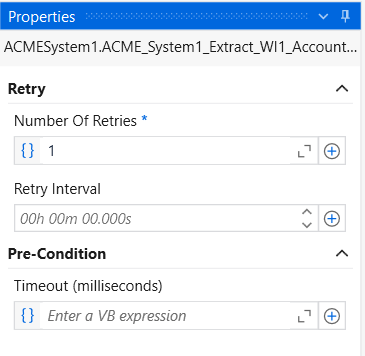 Properties
ACMESystem1.ACME_System1_Extract_WI1_Account...
Retry
Number Of Retries *
{} 1
Retry Interval
00h 00m 00.000s
Pre-Condition
Timeout (milliseconds)
{} Enter a VB expression